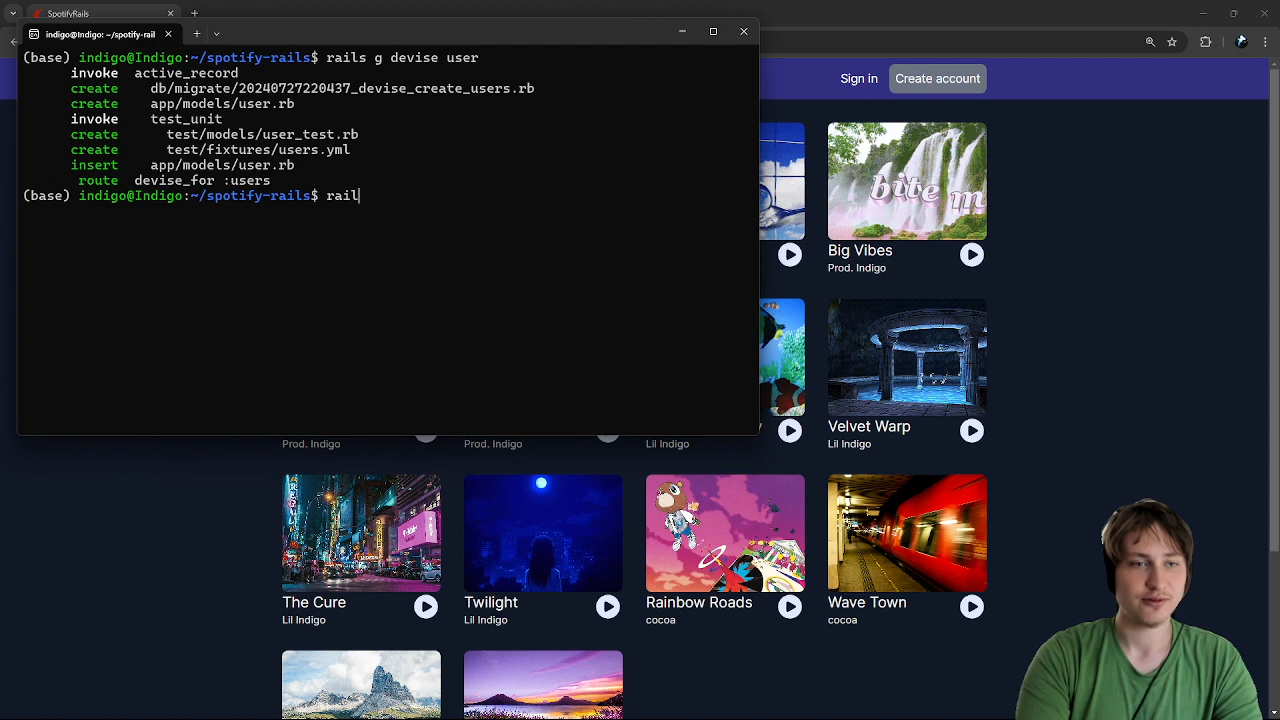 SpotifyRails
indigo@Indigo: ~/spotify-rail
(base) indigo@Indigo:~/spotify-rails$ rails g devise user
invoke active_record
create db/migrate/20240727220437_devise_create_users.rb
create app/models/user.rb
invoke test_unit
create test/models/user_test.rb
create test/fixtures/users.yml
insert app/models/user.rb
route devise_for :users
(base) indigo@Indigo:~/spotify-rails$ rail
Sign in
Create account
bite m
Big Vibes
Prod. Indigo
Prod. Indigo
Prod. Indigo
Lil Indigo
Velvet Warp
Lil Indigo
The Cure
Lil Indigo
Twilight
Lil Indigo
Rainbow Roads
cocoa
Wave Town
cocoa